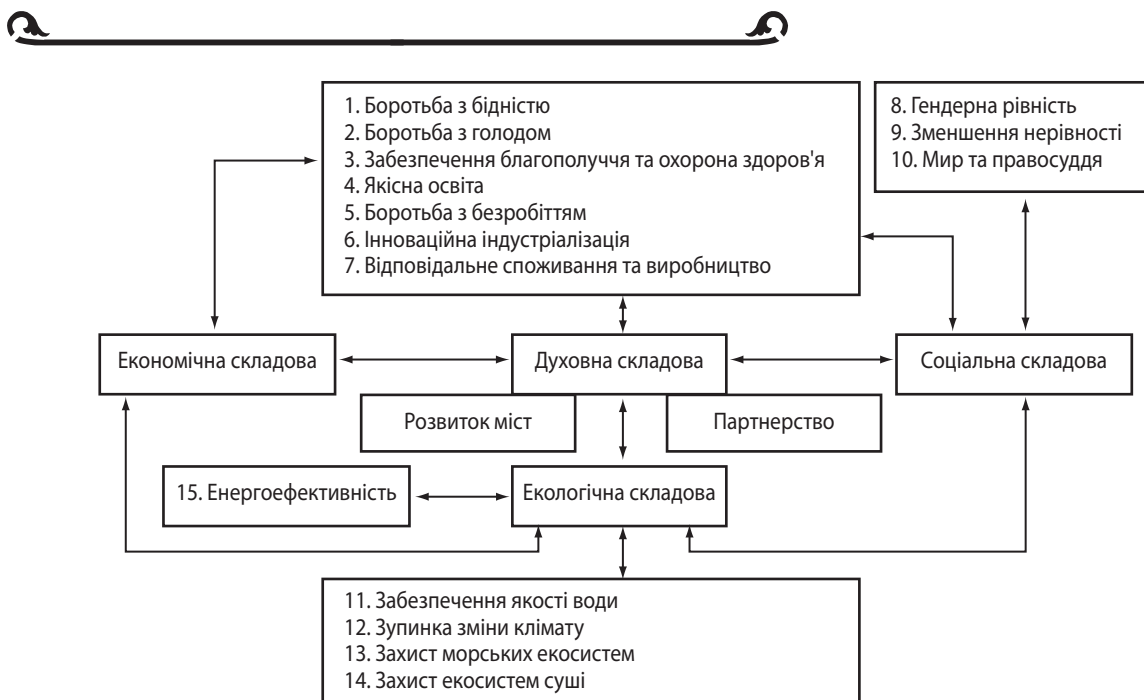 1. Боротьба з бідністю
2. Боротьба з голодом
3. Забезпечення благополуччя та охорона здоров'я
4. Якісна освіта
5. Боротьба з безробіттям
6. Інноваційна індустріалізація
7. Відповідальне споживання та виробництво
8. Гендерна рівність
9. Зменшення нерівності
10. Мир та правосуддя
Економічна складова
Духовна складова
Соціальна складова
Розвиток міст
Партнерство
15. Енергоефективність
Екологічна складова
11. Забезпечення якості води
12. Зупинка зміни клімату
13. Захист морських екосистем
14. Захист екосистем суші